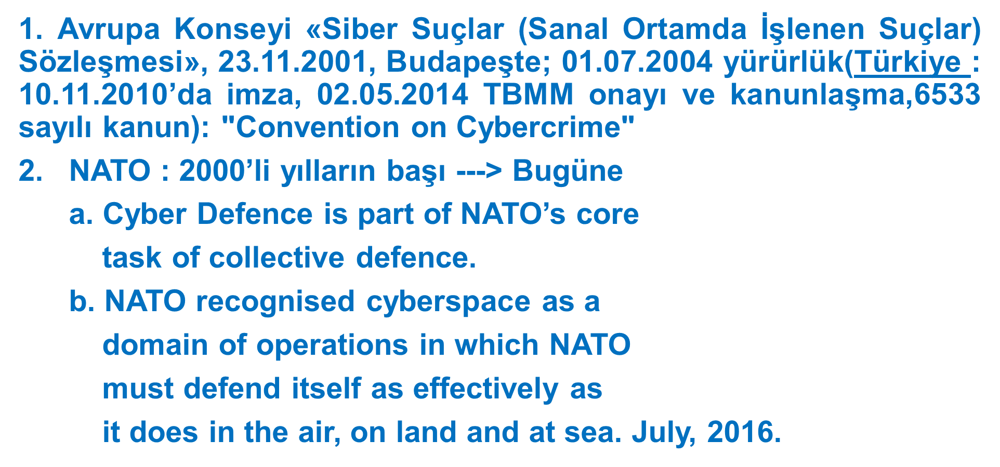 1. Avrupa Konseyi «Siber Suçlar (Sanal Ortamda İşlenen Suçlar)
Sözleşmesi», 23.11.2001, Budapeşte; 01.07.2004 yürürlük(Türkiye :
10.11.2010’da imza, 02.05.2014 TBMM onayı ve kanunlaşma,6533
sayılı kanun): "Convention on Cybercrime"
2. NATO : 2000’li yılların başı ---> Bugüne
a. Cyber Defence is part of NATO’s core
task of collective defence.
b. NATO recognised cyberspace as a
domain of operations in which NATO
must defend itself as effectively as
it does in the air, on land and at sea. July, 2016.